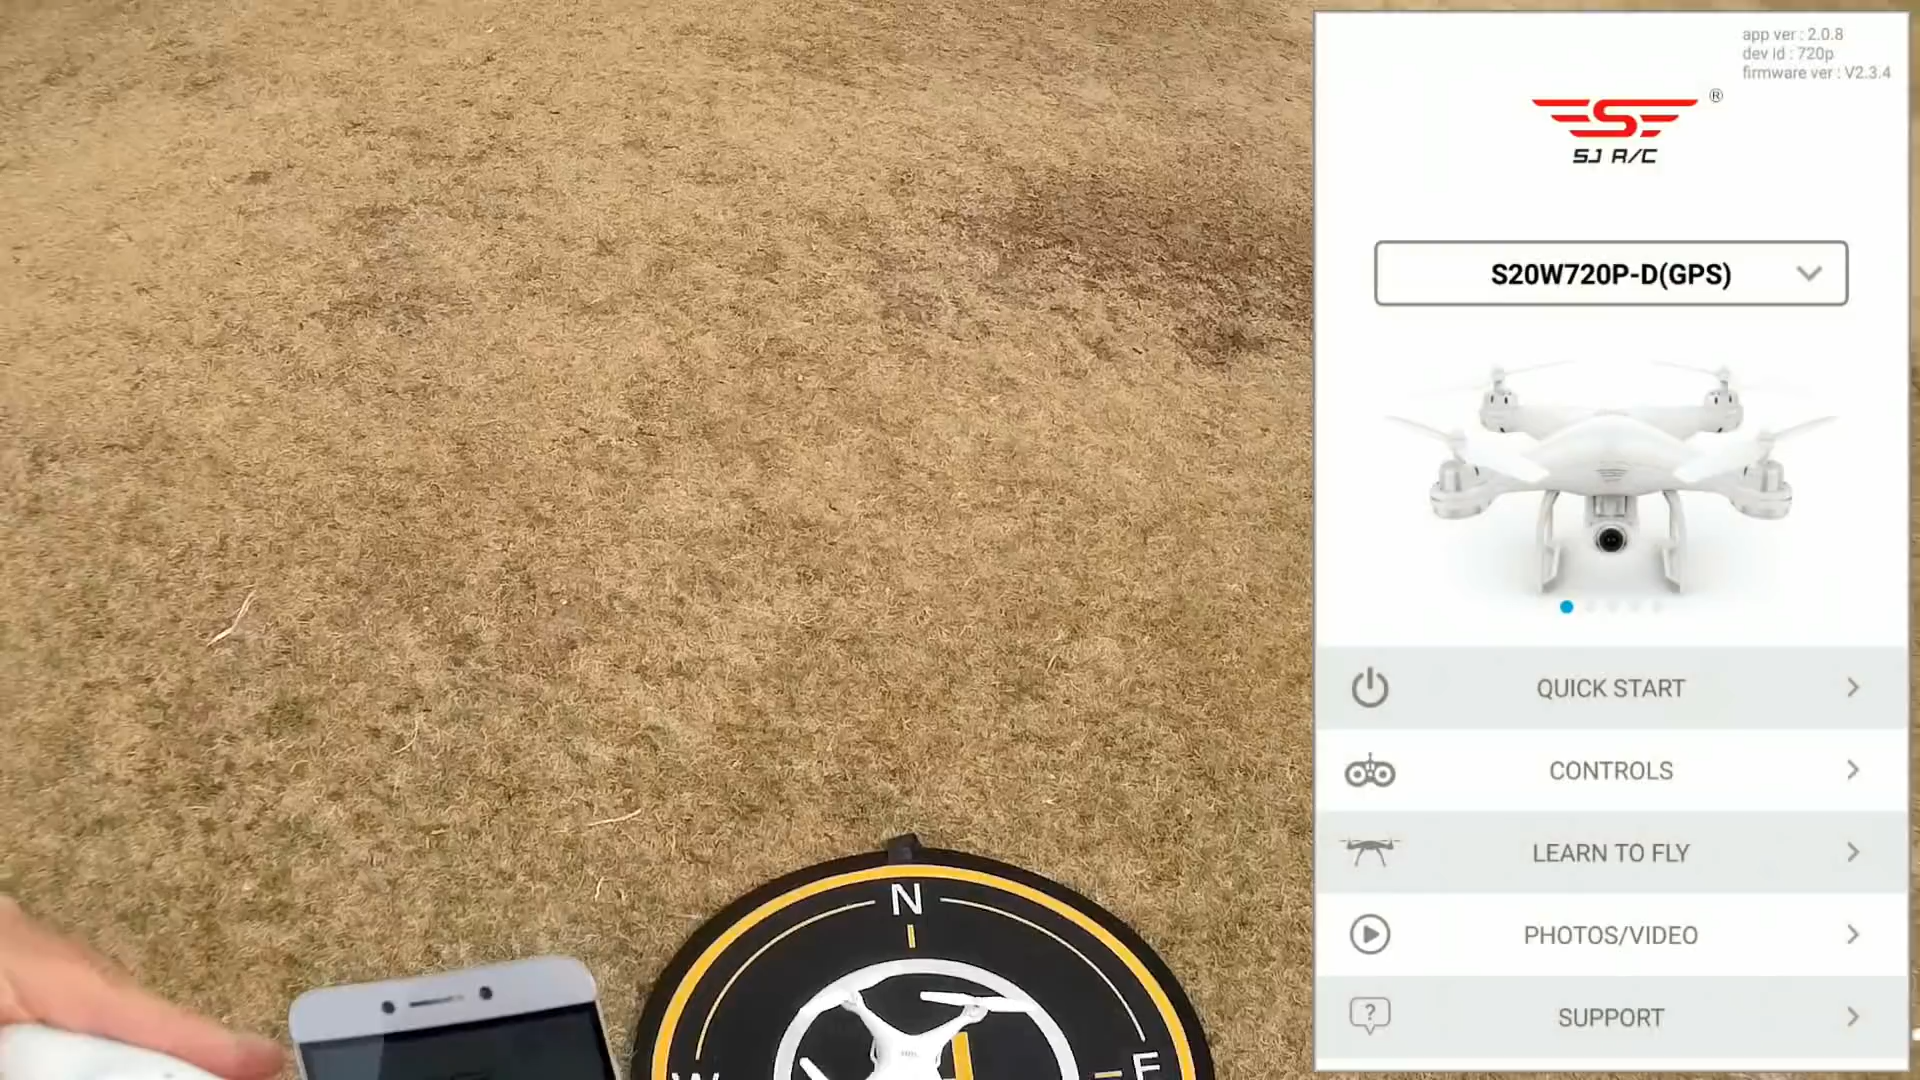 app ver : 2.0.8
dev id : 720p
firmware ver : V2.3.4
®
SJ R/C
S20W720P-D(GPS)
QUICK START
CONTROLS
LEARN TO FLY
PHOTOS/VIDEO
?
SUPPORT
N
W
E